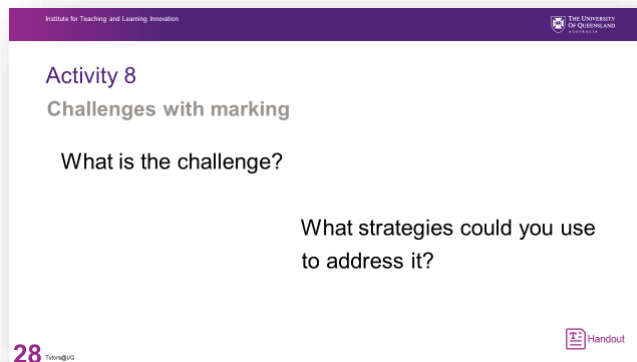 Institute for Teaching and Learning Innovation
THE UNIVERSITY
OF QUEENSLAND
AUSTRALIA
Activity 8
Challenges with marking
What is the challenge?
What strategies could you use
to address it?
Handout
28 Tutors@UQ